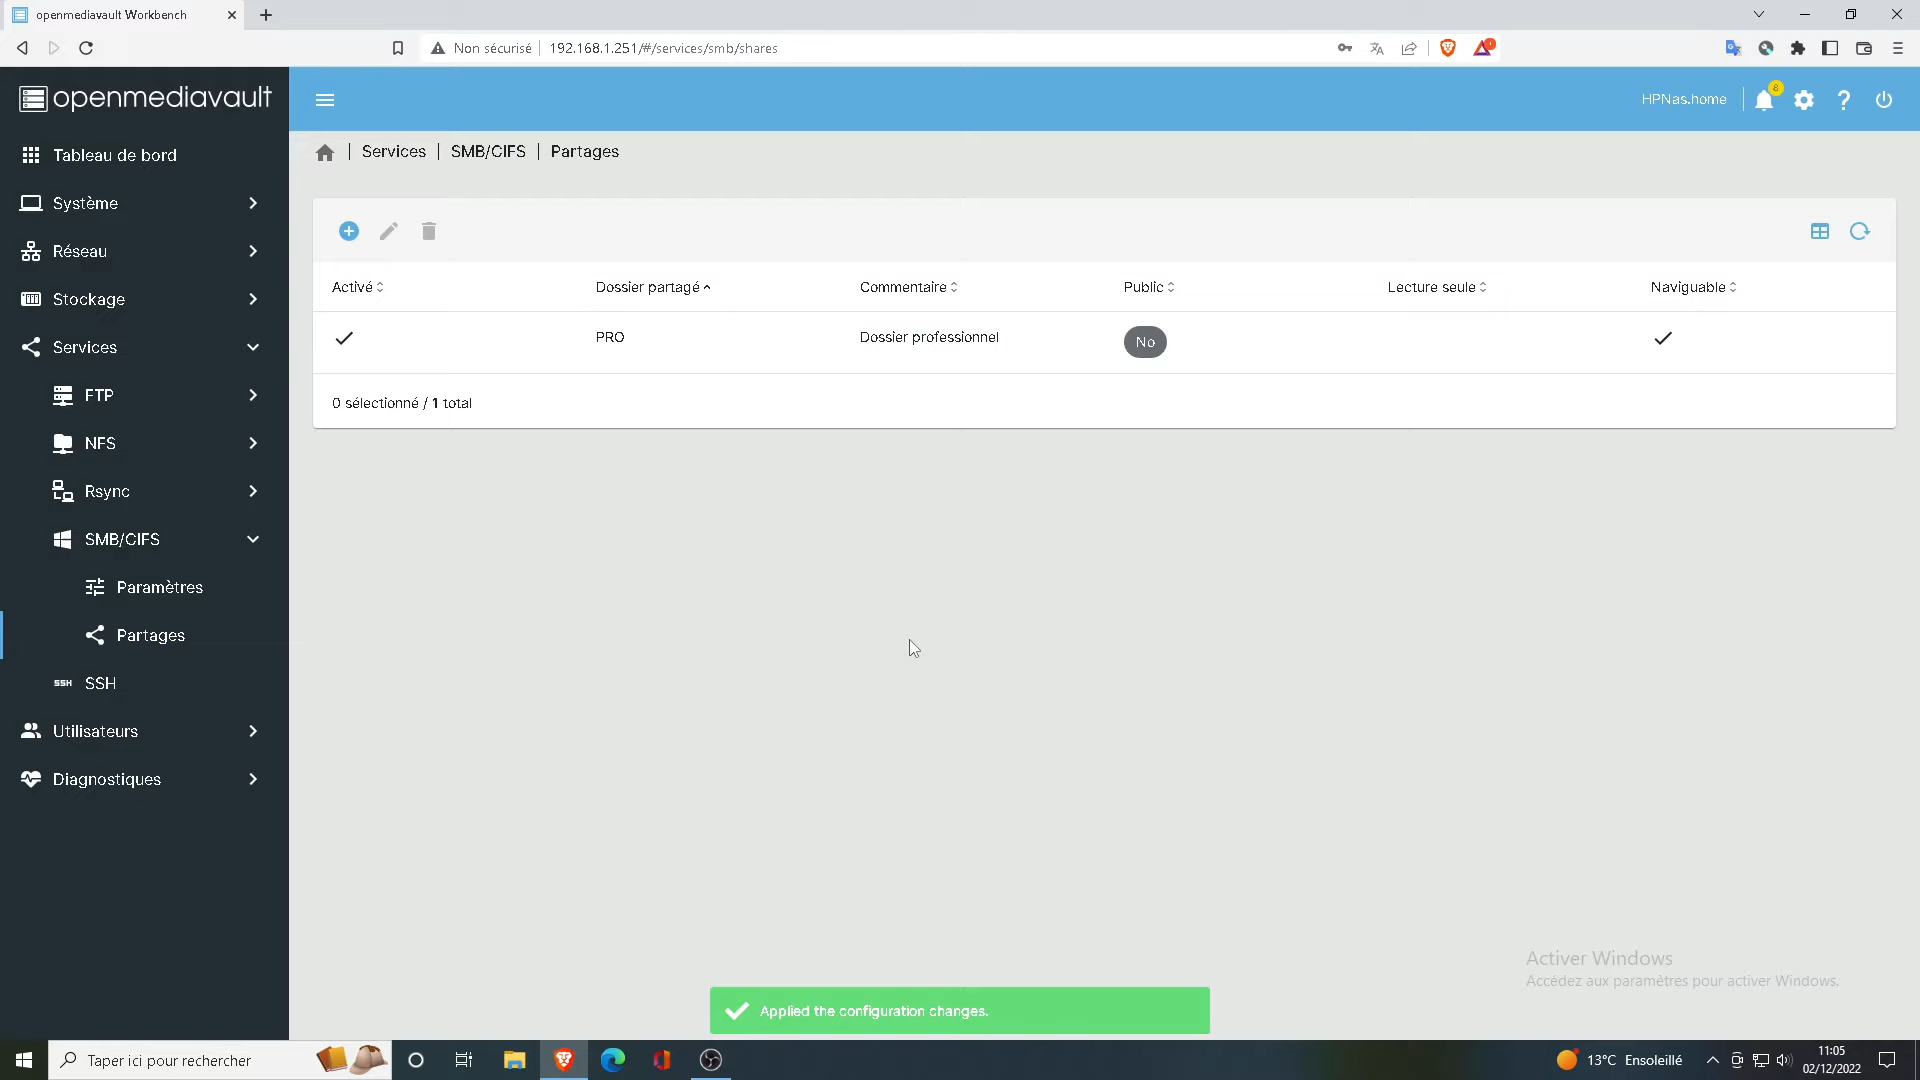 openmediavault Workbench
Non sécurisé 192.168.1.251/#/services/smb/shares
openmediavault
HPNas.home
8
Services | SMB/CIFS | Partages
Tableau de bord
Système
Réseau
Stockage
Services
FTP
NFS
Rsync
SMB/CIFS
Paramètres
Partages
SSH SSH
Utilisateurs
Diagnostiques
Activé Dossier partagé Commentaire Public Lecture seule Naviguable
PRO Dossier professionnel No
0 sélectionné / 1 total
Activer Windows
Accédez aux paramètres pour activer Windows.
Applied the configuration changes.
Taper ici pour rechercher
13°C Ensoleillé
11:05
02/12/2022